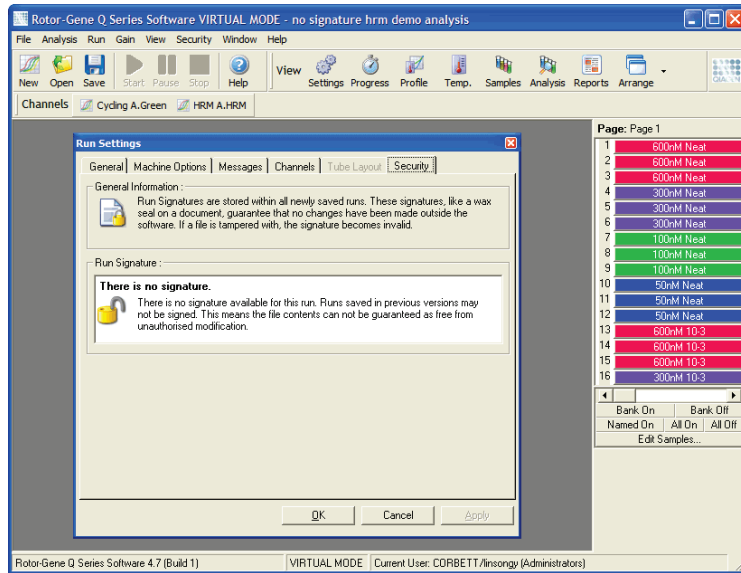 Rotor-Gene Q Series Software VIRTUAL MODE - no signature hrm demo analysis
File Analysis Run Gain View Security Window Help
New Open Save Start Pause Stop Help View Settings Progress Profile Temp. Samples Analysis Reports Arrange
Channels Cycling A.Green HRM A.HRM
Page: Page 1
Run Settings
General Machine Options Messages Channels Tube Layout Security
General Information :
Run Signatures are stored within all newly saved runs. These signatures, like a wax
seal on a document, guarantee that no changes have been made outside the
software. If a file is tampered with, the signature becomes invalid.
Run Signature :
There is no signature.
There is no signature available for this run. Runs saved in previous versions may
not be signed. This means the file contents can not be guaranteed as free from
unauthorised modification.
OK Cancel Apply
1 600nM Neat
2 600nM Neat
3 600nM Neat
4 300nM Neat
5 300nM Neat
6 300nM Neat
7 100nM Neat
8 100nM Neat
9 100nM Neat
10 50nM Neat
11 50nM Neat
12 50nM Neat
13 600nM 10-3
14 600nM 10-3
15 600nM 10-3
16 300nM 10-3
Bank On Bank Off
Named On All On All Off
Edit Samples...
Rotor-Gene Q Series Software 4.7 (Build 1) VIRTUAL MODE Current User: CORBETT/linsongy (Administrators)